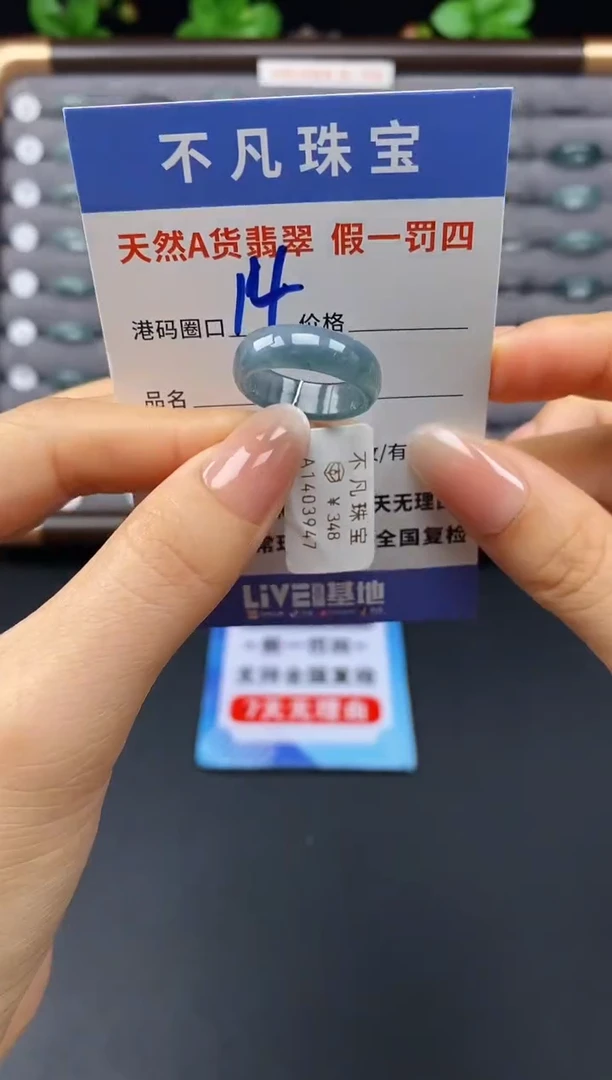 不凡珠宝
天然A货翡翠 假一罚四
港码圈口 14 价格
品名
/有
天无理
全国复检
不凡珠宝
¥348
A1403947
LiVE 基地
假一罚四
支持全国复检
7天无理由